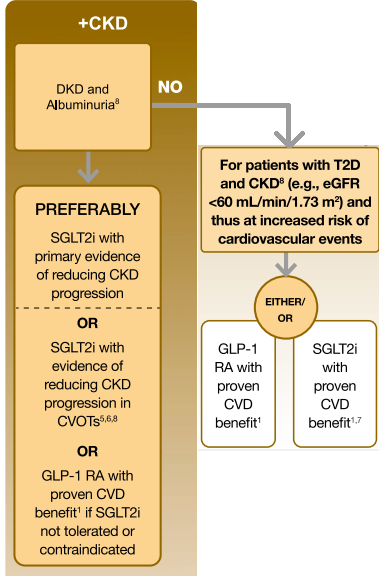 +CKD
DKD and
Albuminuria⁸
NO
PREFERABLY
SGLT2i with
primary evidence
of reducing CKD
progression
OR
SGLT2i with
evidence of
reducing CKD
progression in
CVOTs⁵,⁶,⁸
OR
GLP-1 RA with
proven CVD
benefit¹ if SGLT2i
not tolerated or
contraindicated
For patients with T2D
and CKD⁸ (e.g., eGFR
<60 mL/min/1.73 m²) and
thus at increased risk of
cardiovascular events
EITHER/
OR
GLP-1
RA with
proven
CVD
benefit¹
SGLT2i
with
proven
CVD
benefit¹,⁷